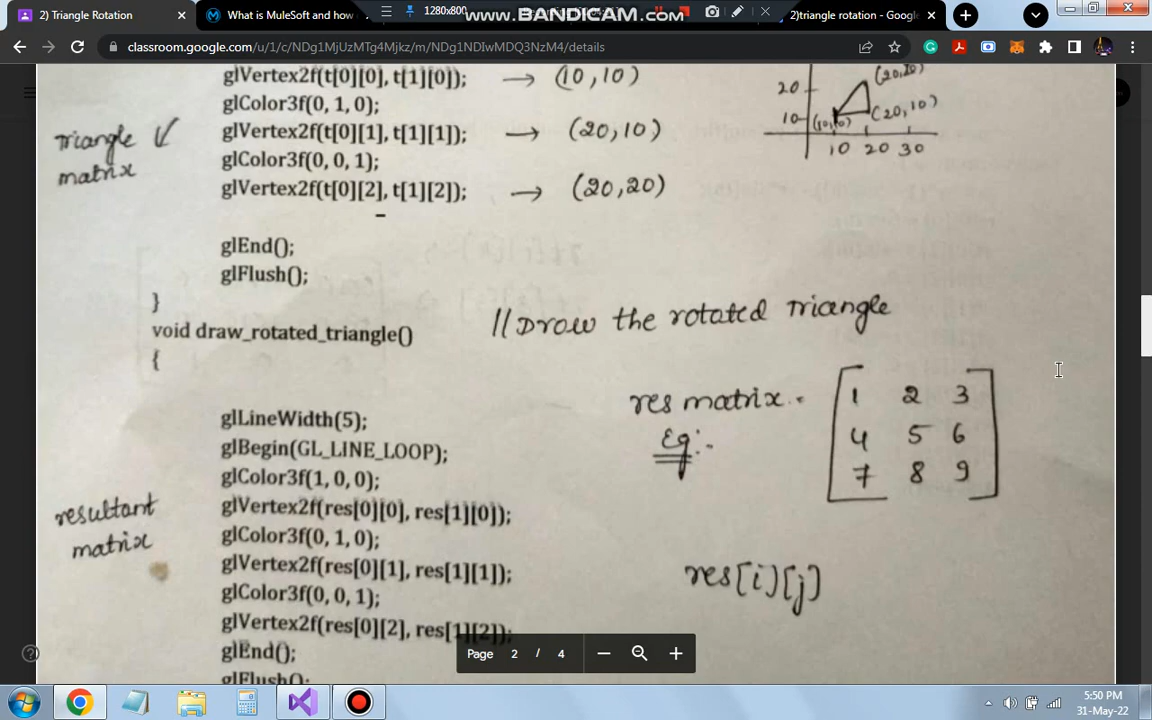 2) Triangle Rotation
What is MuleSoft and how
1280x800
www.BANDICAM.com
2)triangle rotation - Google
classroom.google.com/u/1/c/NDg1MjUzMTg4Mjkz/m/NDg1NDIwMDQ3NzM4/details
glVertex2f(t[0][0], t[1][0]); → (10,10)
20
(20,20)
glColor3f(0, 1, 0);
10
(10,10)
(20,10)
Triangle
matrix
glVertex2f(t[0][1], t[1][1]); → (20,10)
10 20 30
glColor3f(0, 0, 1);
glVertex2f(t[0][2], t[1][2]); → (20,20)
glEnd();
glFlush();
}
void draw_rotated_triangle() //Draw the rotated Triangle
{
res matrix.
Eg:-
1 2 3
4 5 6
7 8 9
glLineWidth(5);
glBegin(GL_LINE_LOOP);
glColor3f(1, 0, 0);
resultant
matrix
glVertex2f(res[0][0], res[1][0]);
glColor3f(0, 1, 0);
glVertex2f(res[0][1], res[1][1]);
res[i][j]
glColor3f(0, 0, 1);
glVertex2f(res[0][2], res[1][2]);
glEnd();
glFlush();
Page 2 / 4
5:50 PM
31-May-22